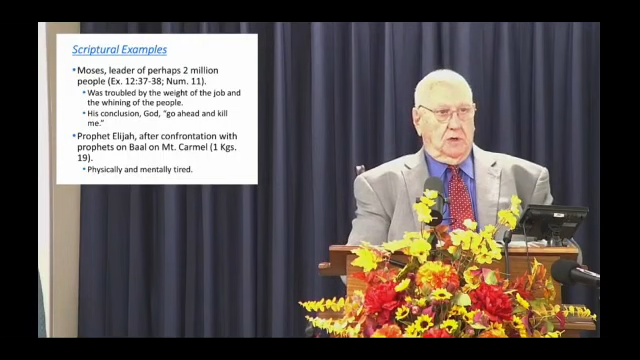 Scriptural Examples
•Moses, leader of perhaps 2 million
people (Ex. 12:37-38; Num. 11).
•Was troubled by the weight of the job and
the whining of the people.
•His conclusion, God, "go ahead and kill
me."
•Prophet Elijah, after confrontation with
prophets on Baal on Mt. Carmel (1 Kgs.
19).
•Physically and mentally tired.